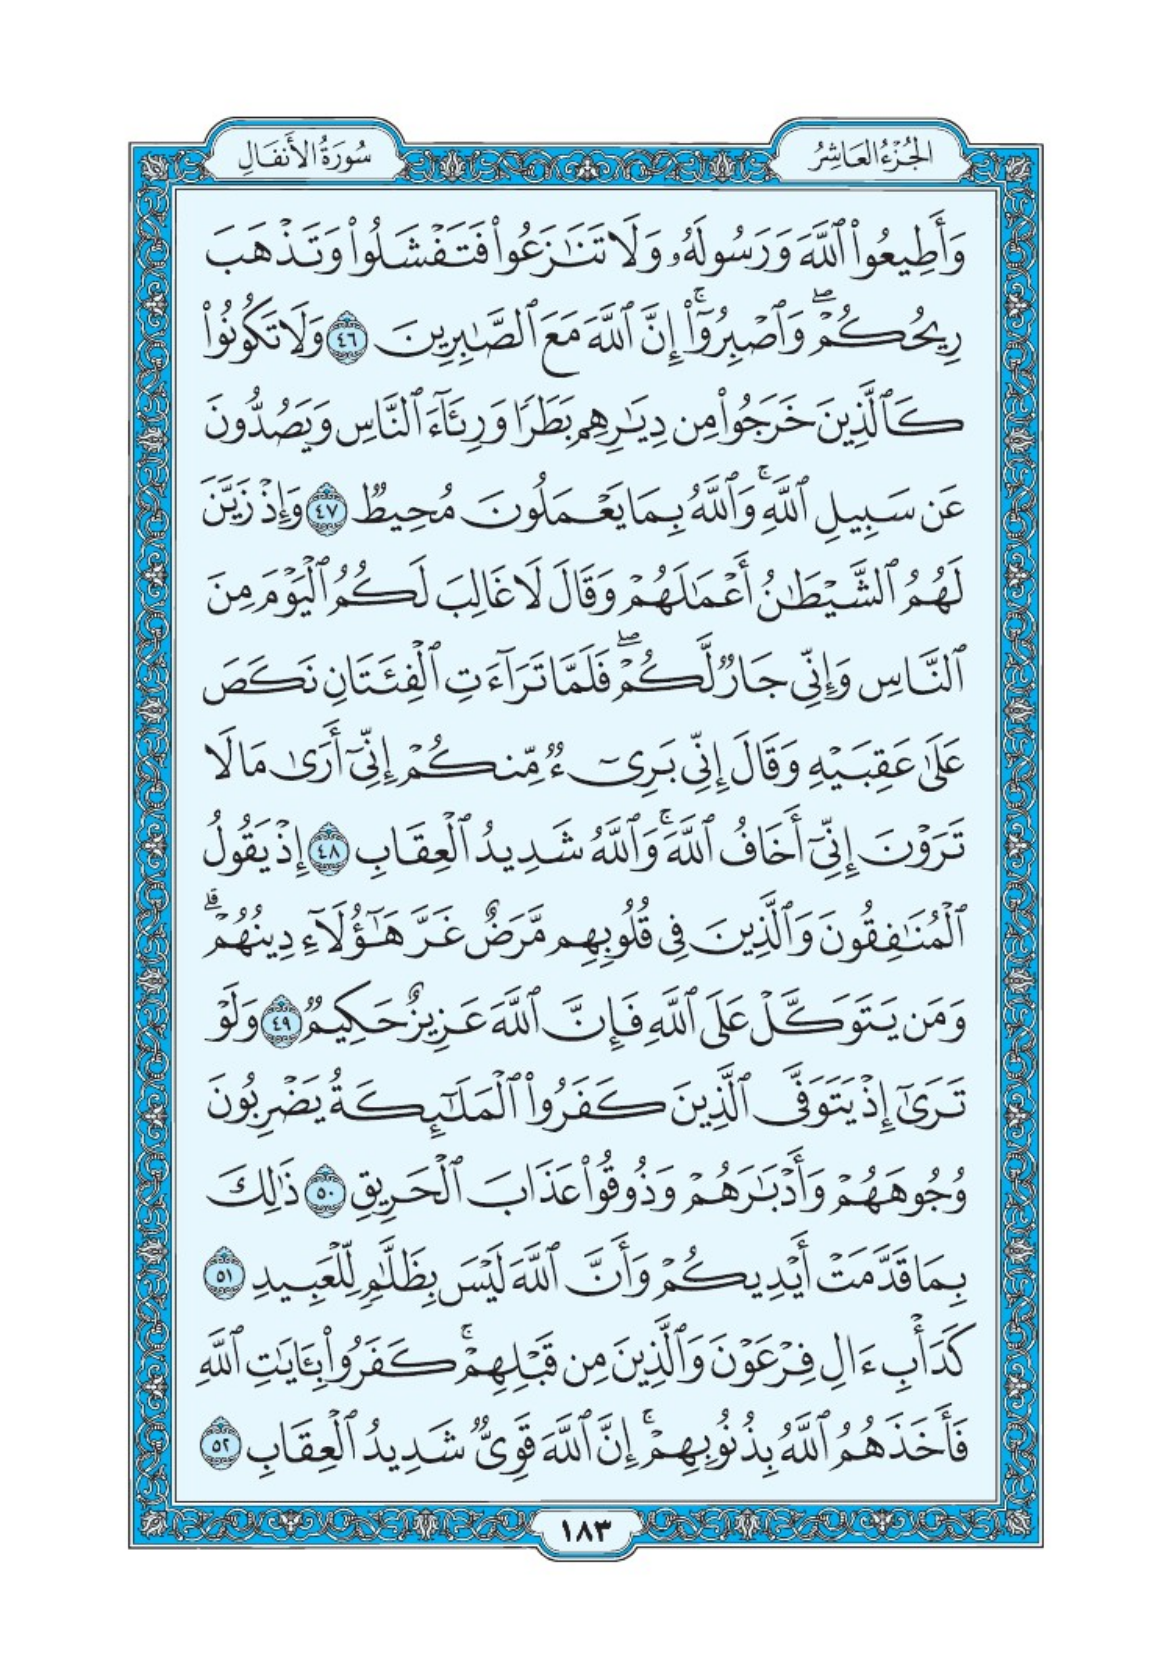 الجُزْءُ العَاشِرُ
سُورَةُ الأَنفَالِ
وَأَطِيعُوا۟ ٱللَّهَ وَرَسُولَهُۥ وَلَا تَنَـٰزَعُوا۟ فَتَفْشَلُوا۟ وَتَذْهَبَ
رِيحُكُمْ ۖ وَٱصْبِرُوٓا۟ ۚ إِنَّ ٱللَّهَ مَعَ ٱلصَّـٰبِرِينَ ٤٦ وَلَا تَكُونُوا۟
كَٱلَّذِينَ خَرَجُوا۟ مِن دِيَـٰرِهِم بَطَرًا وَرِئَآءَ ٱلنَّاسِ وَيَصُدُّونَ
عَن سَبِيلِ ٱللَّهِ ۚ وَٱللَّهُ بِمَا يَعْمَلُونَ مُحِيطٌ ٤٧ وَإِذْ زَيَّنَ
لَهُمُ ٱلشَّيْطَـٰنُ أَعْمَـٰلَهُمْ وَقَالَ لَا غَالِبَ لَكُمُ ٱلْيَوْمَ مِنَ
ٱلنَّاسِ وَإِنِّى جَارٌ لَّكُمْ ۖ فَلَمَّا تَرَآءَتِ ٱلْفِئَتَانِ نَكَصَ
عَلَىٰ عَقِبَيْهِ وَقَالَ إِنِّى بَرِىٓءٌ مِّنكُمْ إِنِّىٓ أَرَىٰ مَا لَا
تَرَوْنَ إِنِّىٓ أَخَافُ ٱللَّهَ ۚ وَٱللَّهُ شَدِيدُ ٱلْعِقَابِ ٤٨ إِذْ يَقُولُ
ٱلْمُنَـٰفِقُونَ وَٱلَّذِينَ فِى قُلُوبِهِم مَّرَضٌ غَرَّ هَـٰٓؤُلَآءِ دِينُهُمْ ۗ
وَمَن يَتَوَكَّلْ عَلَى ٱللَّهِ فَإِنَّ ٱللَّهَ عَزِيزٌ حَكِيمٌ ٤٩ وَلَوْ
تَرَىٰٓ إِذْ يَتَوَفَّى ٱلَّذِينَ كَفَرُوا۟ ٱلْمَلَـٰٓئِكَةُ يَضْرِبُونَ
وُجُوهَهُمْ وَأَدْبَـٰرَهُمْ وَذُوقُوا۟ عَذَابَ ٱلْحَرِيقِ ٥٠ ذَٰلِكَ
بِمَا قَدَّمَتْ أَيْدِيكُمْ وَأَنَّ ٱللَّهَ لَيْسَ بِظَلَّـٰمٍ لِّلْعَبِيدِ ٥١
كَدَأْبِ ءَالِ فِرْعَوْنَ وَٱلَّذِينَ مِن قَبْلِهِمْ ۚ كَفَرُوا۟ بِـَٔايَـٰتِ ٱللَّهِ
فَأَخَذَهُمُ ٱللَّهُ بِذُنُوبِهِمْ ۚ إِنَّ ٱللَّهَ قَوِىٌّ شَدِيدُ ٱلْعِقَابِ ٥٢
١٨٣